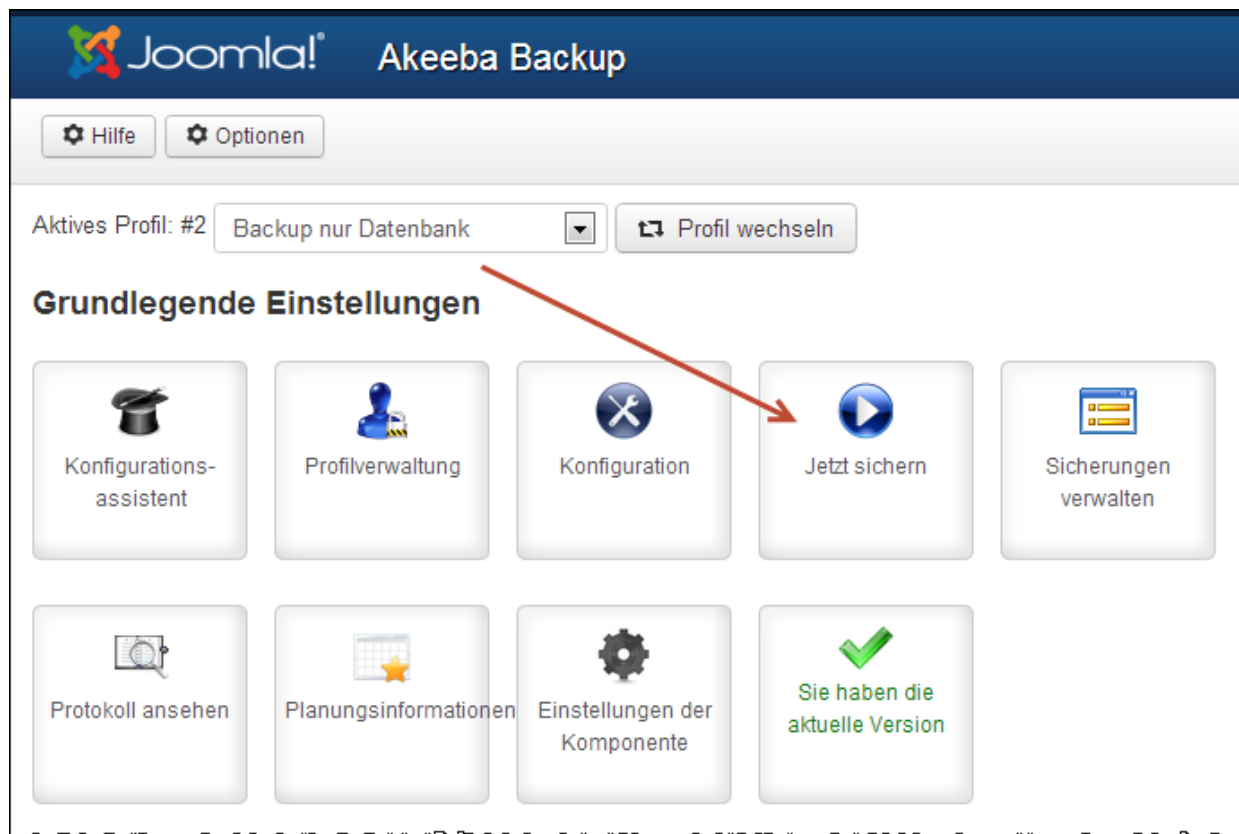 Joomla!® Akeeba Backup
Hilfe Optionen
Aktives Profil: #2 Backup nur Datenbank Profil wechseln
Grundlegende Einstellungen
Konfigurations-
assistent
Profilverwaltung
Konfiguration
Jetzt sichern
Sicherungen
verwalten
Protokoll ansehen
Planungsinformationen
Einstellungen der
Komponente
Sie haben die
aktuelle Version